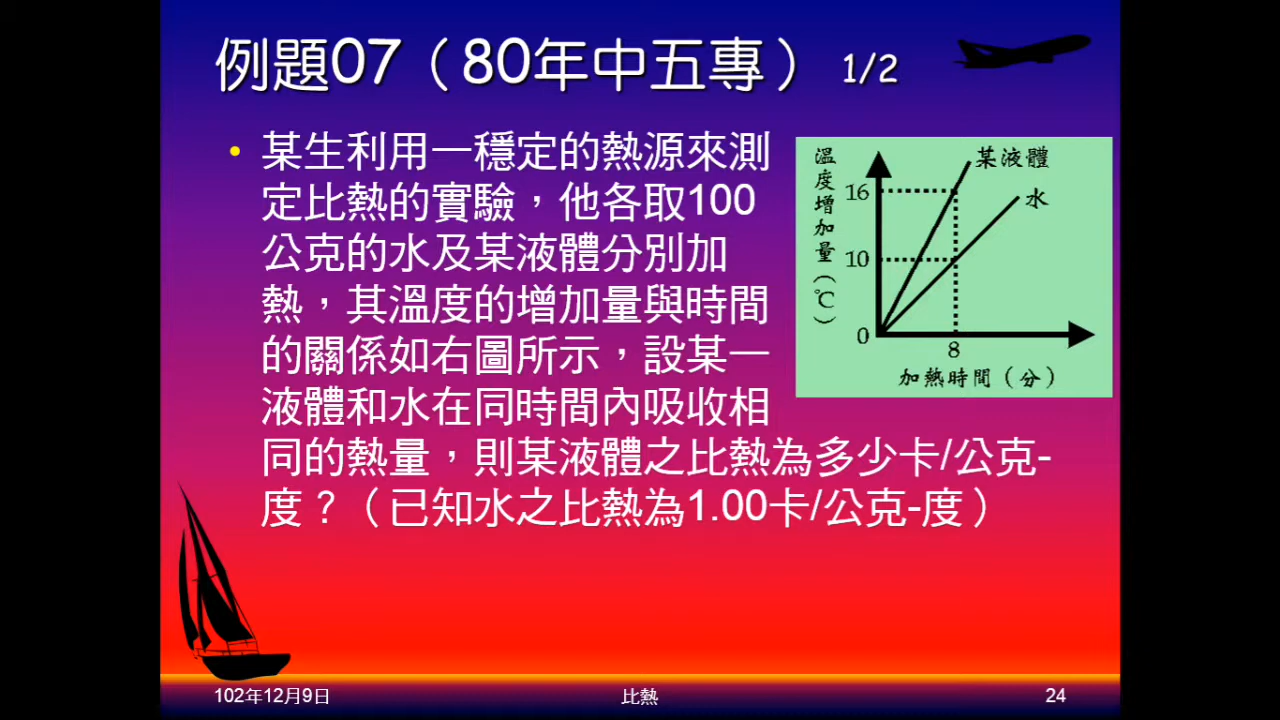 例題07（80年中五專） 1/2
• 某生利用一穩定的熱源來測
定比熱的實驗，他各取100
公克的水及某液體分別加
熱，其溫度的增加量與時間
的關係如右圖所示，設某一
液體和水在同時間內吸收相
同的熱量，則某液體之比熱為多少卡/公克-
度？（已知水之比熱為1.00卡/公克-度）
溫度增加量(℃)
某液體
16
水
10
0
8
加熱時間（分）
102年12月9日
比熱
24